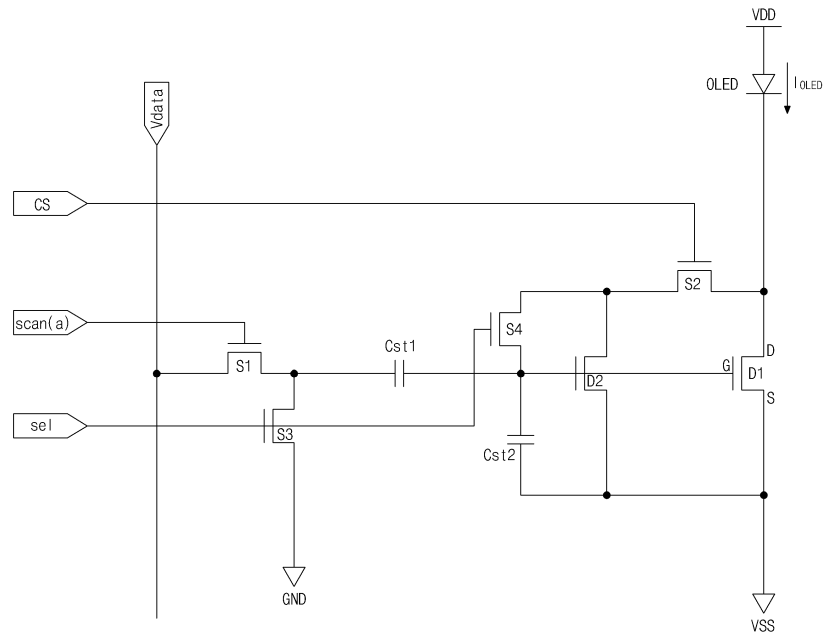 VDD
OLED
IOLED
Vdata
CS
S2
scan(a)
S4
S1
Cst1
D
G
D1
D2
S
sel
S3
Cst2
GND
VSS